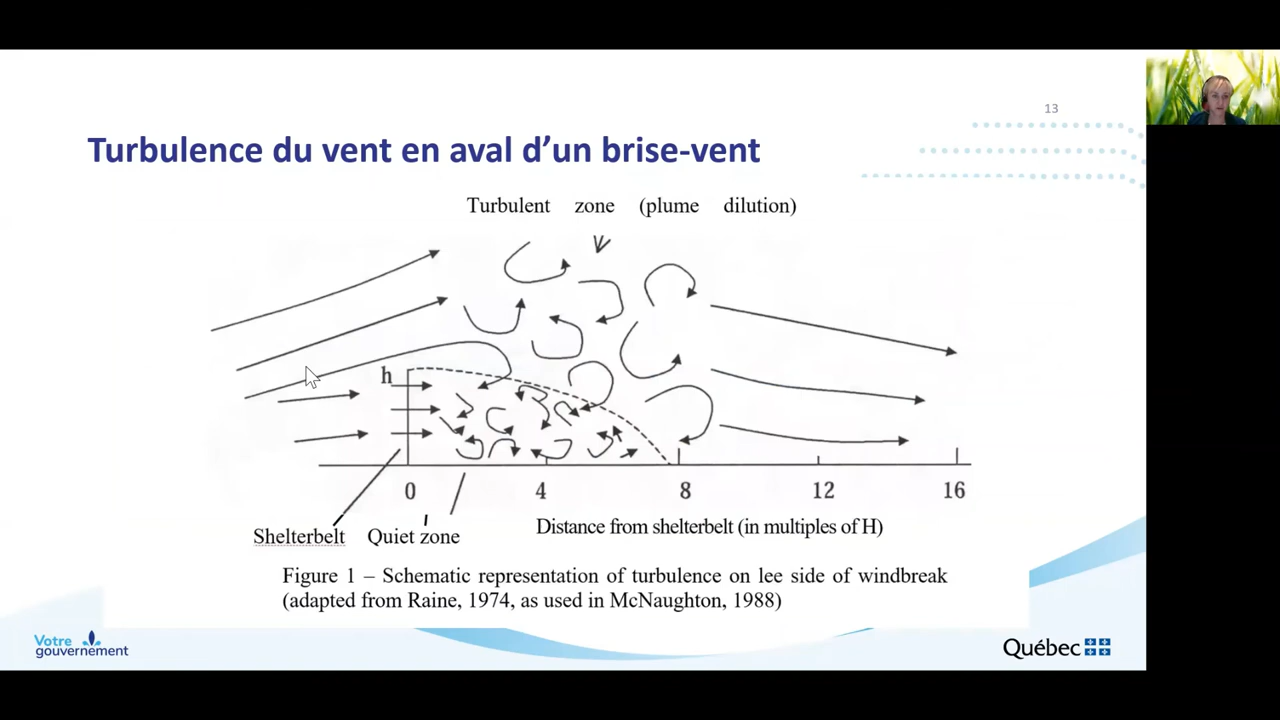 13
Turbulence du vent en aval d’un brise-vent
Turbulent zone (plume dilution)
h
0 4 8 12 16
Shelterbelt Quiet zone Distance from shelterbelt (in multiples of H)
Figure 1 – Schematic representation of turbulence on lee side of windbreak
(adapted from Raine, 1974, as used in McNaughton, 1988)
Votre
gouvernement
Québec